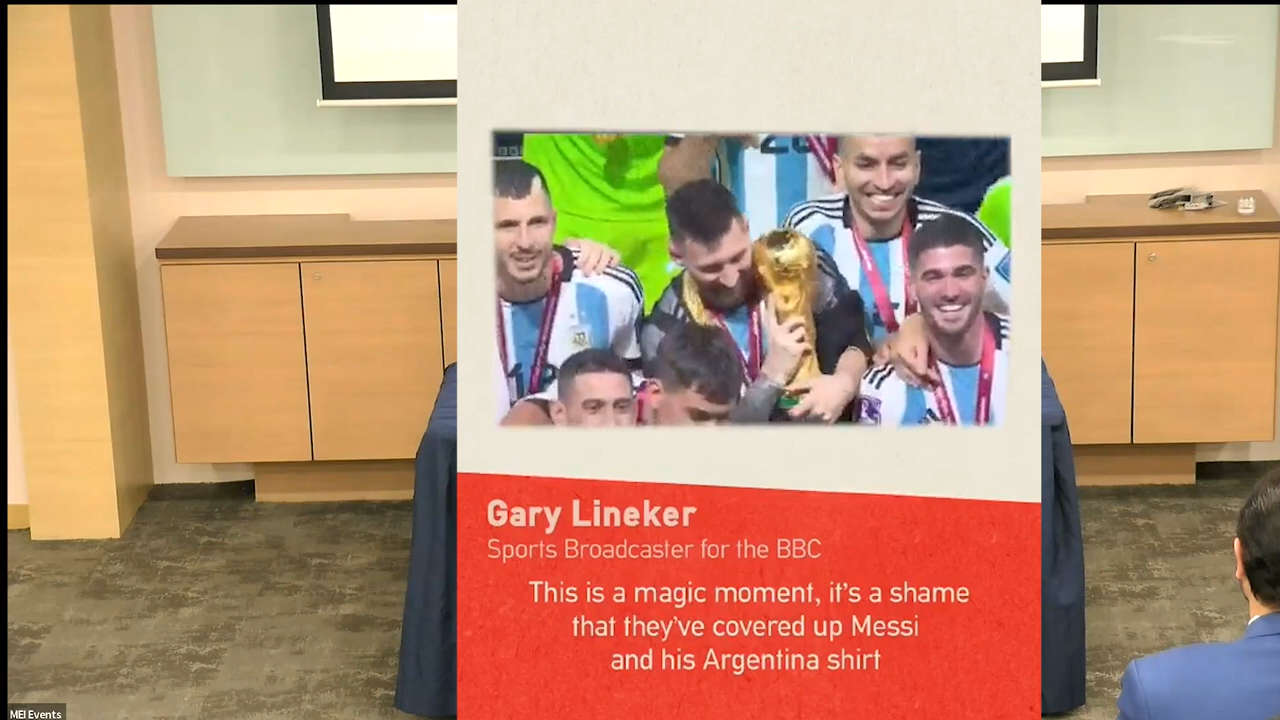 Gary Lineker
Sports Broadcaster for the BBC
This is a magic moment, it's a shame
that they've covered up Messi
and his Argentina shirt
MEI Events